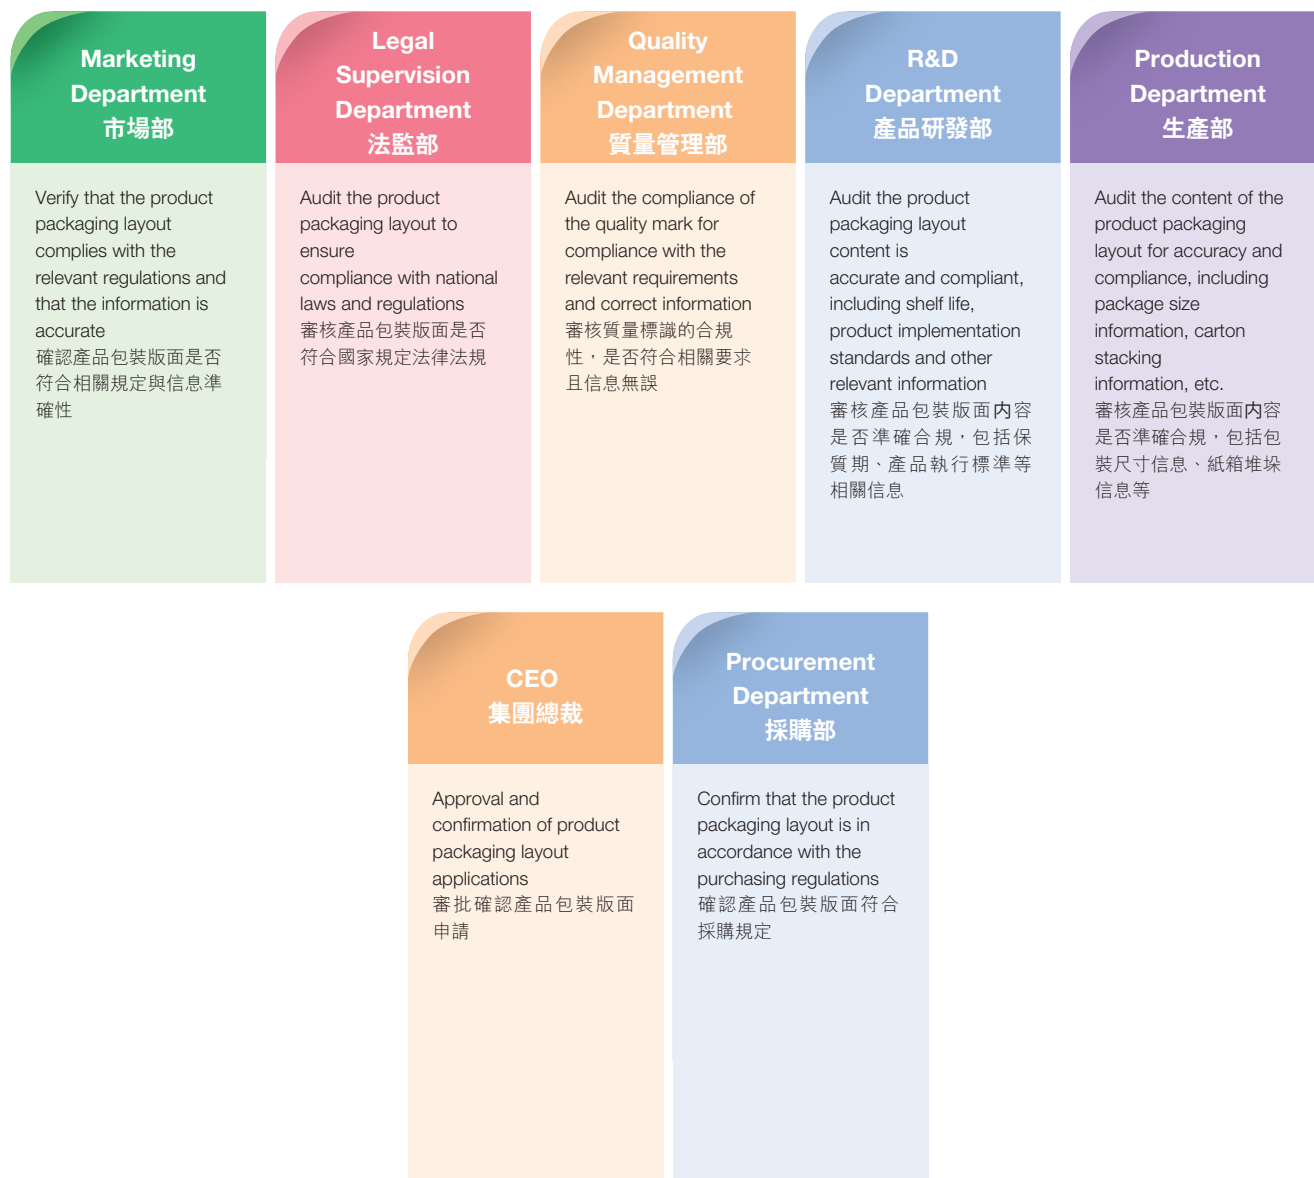 Marketing
Department
市場部
Verify that the product
packaging layout
complies with the
relevant regulations and
that the information is
accurate
確認產品包裝版面是否
符合相關規定與信息準
確性
Legal
Supervision
Department
法監部
Audit the product
packaging layout to
ensure
compliance with national
laws and regulations
審核產品包裝版面是否
符合國家規定法律法規
Quality
Management
Department
質量管理部
Audit the compliance of
the quality mark for
compliance with the
relevant requirements
and correct information
審核質量標識的合規
性，是否符合相關要求
且信息無誤
R&D
Department
產品研發部
Audit the product
packaging layout
content is
accurate and compliant,
including shelf life,
product implementation
standards and other
relevant information
審核產品包裝版面内容
是否準確合規，包括保
質期、產品執行標準等
相關信息
Production
Department
生產部
Audit the content of the
product packaging
layout for accuracy and
compliance, including
package size
information, carton
stacking
information, etc.
審核產品包裝版面内容
是否準確合規，包括包
裝尺寸信息、紙箱堆垛
信息等
CEO
集團總裁
Approval and
confirmation of product
packaging layout
applications
審批確認產品包裝版面
申請
Procurement
Department
採購部
Confirm that the product
packaging layout is in
accordance with the
purchasing regulations
確認產品包裝版面符合
採購規定